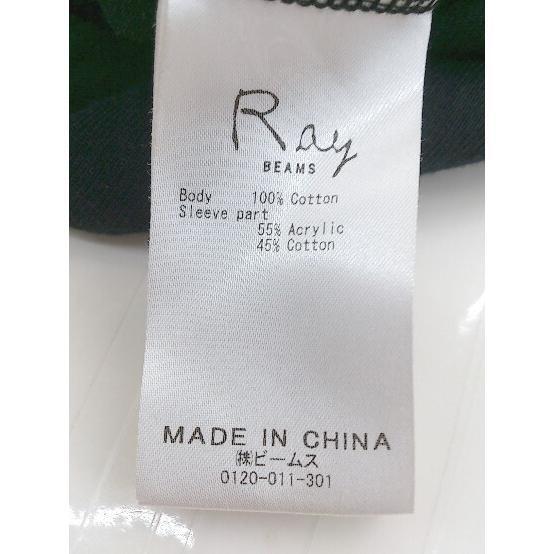 Ray
BEAMS
Body 100% Cotton
Sleeve part
55% Acrylic
45% Cotton
MADE IN CHINA
㈱ビームス
0120-011-301